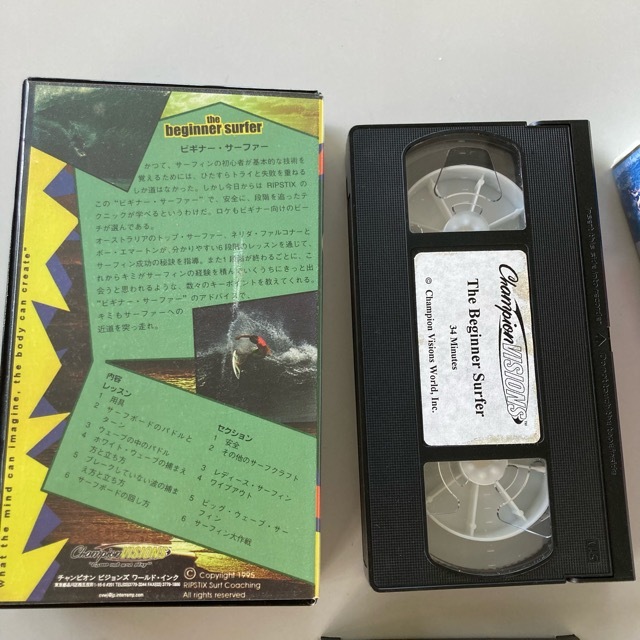 the
beginner surfer
ビギナー・サーファー
かつて、サーフィンの初心者が基本的な技術を
覚えるためには、ひたすらトライと失敗を重ねる
しか道はなかった。しかし今日からは RIPSTIX の
この“ビギナー・サーファー”で、安全に、段階を追ったテ
クニックが学べるというわけだ。ロケもビギナー向けのビー
チが選んである。
オーストラリアのトップ・サーファー、ネリダ・ファルコナーと
ボー・エマートンが、分かりやすい6段階のレッスンを通じて、
サーフィン成功の秘訣を指導。また1段階が終わるごとに、こ
れからキミがサーフィンの経験を積んでいくうちにきっと出
会うと思われるような、数々のキーポイントを教えてくれる。
“ビギナー・サーファー”のアドバイスで、
キミもサーファーへの
近道を突っ走れ。
内容
レッスン
1 用具
2 サーフボードのパドルと
ターン
3 ウェーブの中のパドル
4 ホワイト・ウェーブの捕まえ
方と立ち方
5 ブレークしていない波の捕ま
え方と立ち方
6 サーフボードの回し方
セクション
1 安全
2 その他のサーフクラフト
3 レディース・サーフィン
4 ワイプアウト
5 ビッグ・ウェーブ・サー
フィン
6 サーフィン大作戦
what the mind can imagine, the body can create"
Champion VISIONS
チャンピオン ビジョンズ ワールド・インク
© Copyright 1995
RIPSTIX Surf Coaching
All rights reserved.
Champion VISIONS™
The Beginner Surfer
34 Minutes
© Champion Visions World, Inc.
VHS